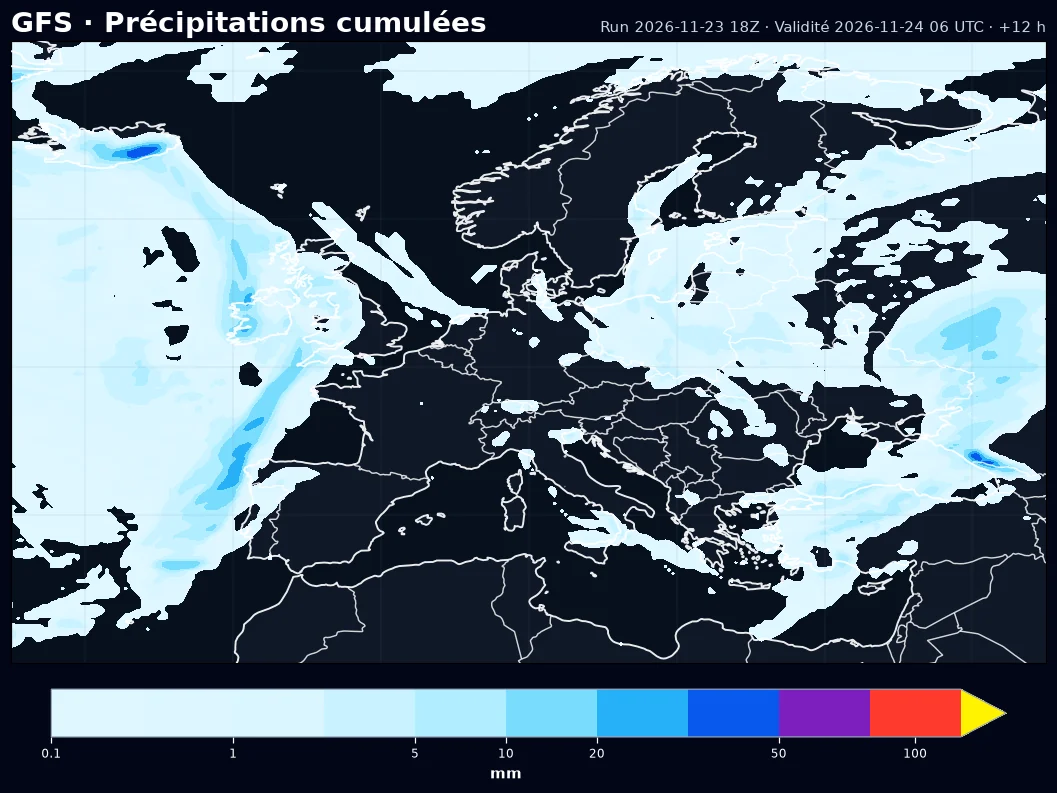 GFS · Précipitations cumulées
Run 2026-11-23 18Z · Validité 2026-11-24 06 UTC · +12 h
0.1 1 5 10 20 50 100
mm